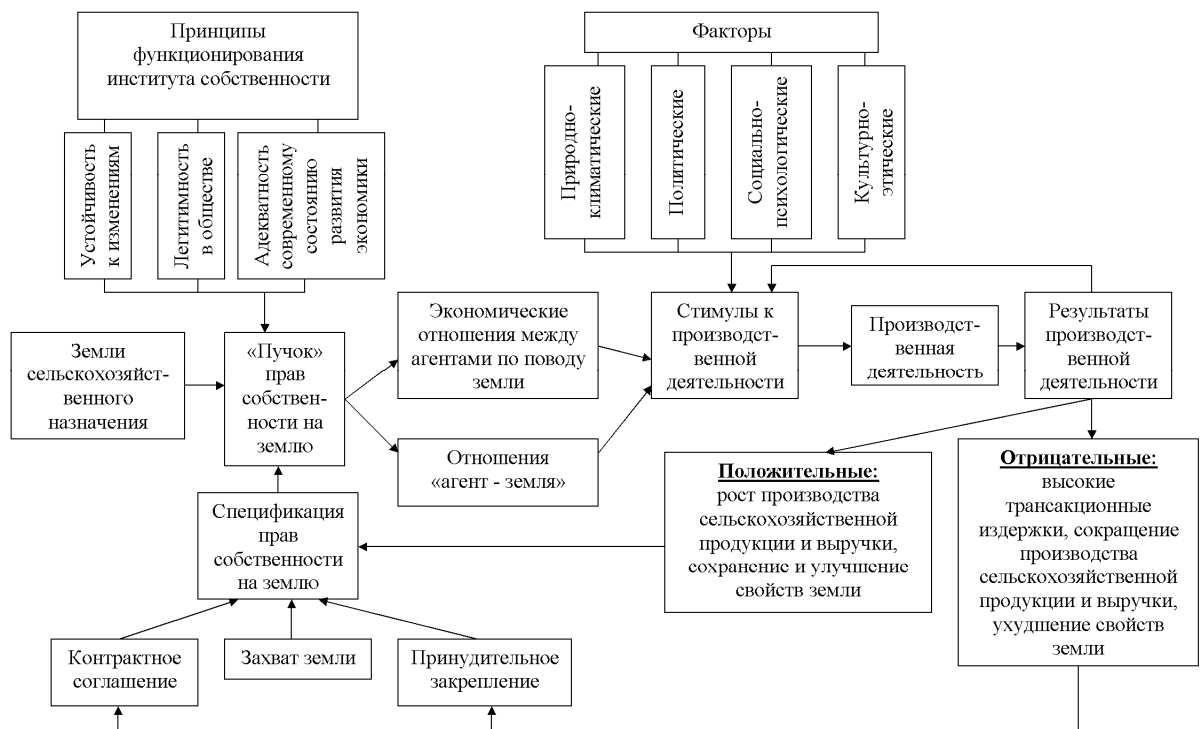 Принципы
функционирования
института собственности
Факторы
Устойчивость
к изменениям
Легитимность
в обществе
Адекватность
современному
состоянию
развития
экономики
Природно-
климатические
Политические
Социально-
психологические
Культурно-
этические
Земли
сельскохозяйст-
венного
назначения
«Пучок»
прав
собствен-
ности на
землю
Экономические
отношения между
агентами по поводу
земли
Отношения
«агент - земля»
Стимулы к
производст-
венной
деятельности
Производст-
венная
деятельность
Результаты
производст-
венной
деятельности
Спецификация
прав
собственности
на землю
Положительные:
рост производства
сельскохозяйственной
продукции и выручки,
сохранение и улучшение
свойств земли
Отрицательные:
высокие
трансакционные
издержки, сокращение
производства
сельскохозяйственной
продукции и выручки,
ухудшение свойств
земли
Контрактное
соглашение
Захват земли
Принудительное
закрепление